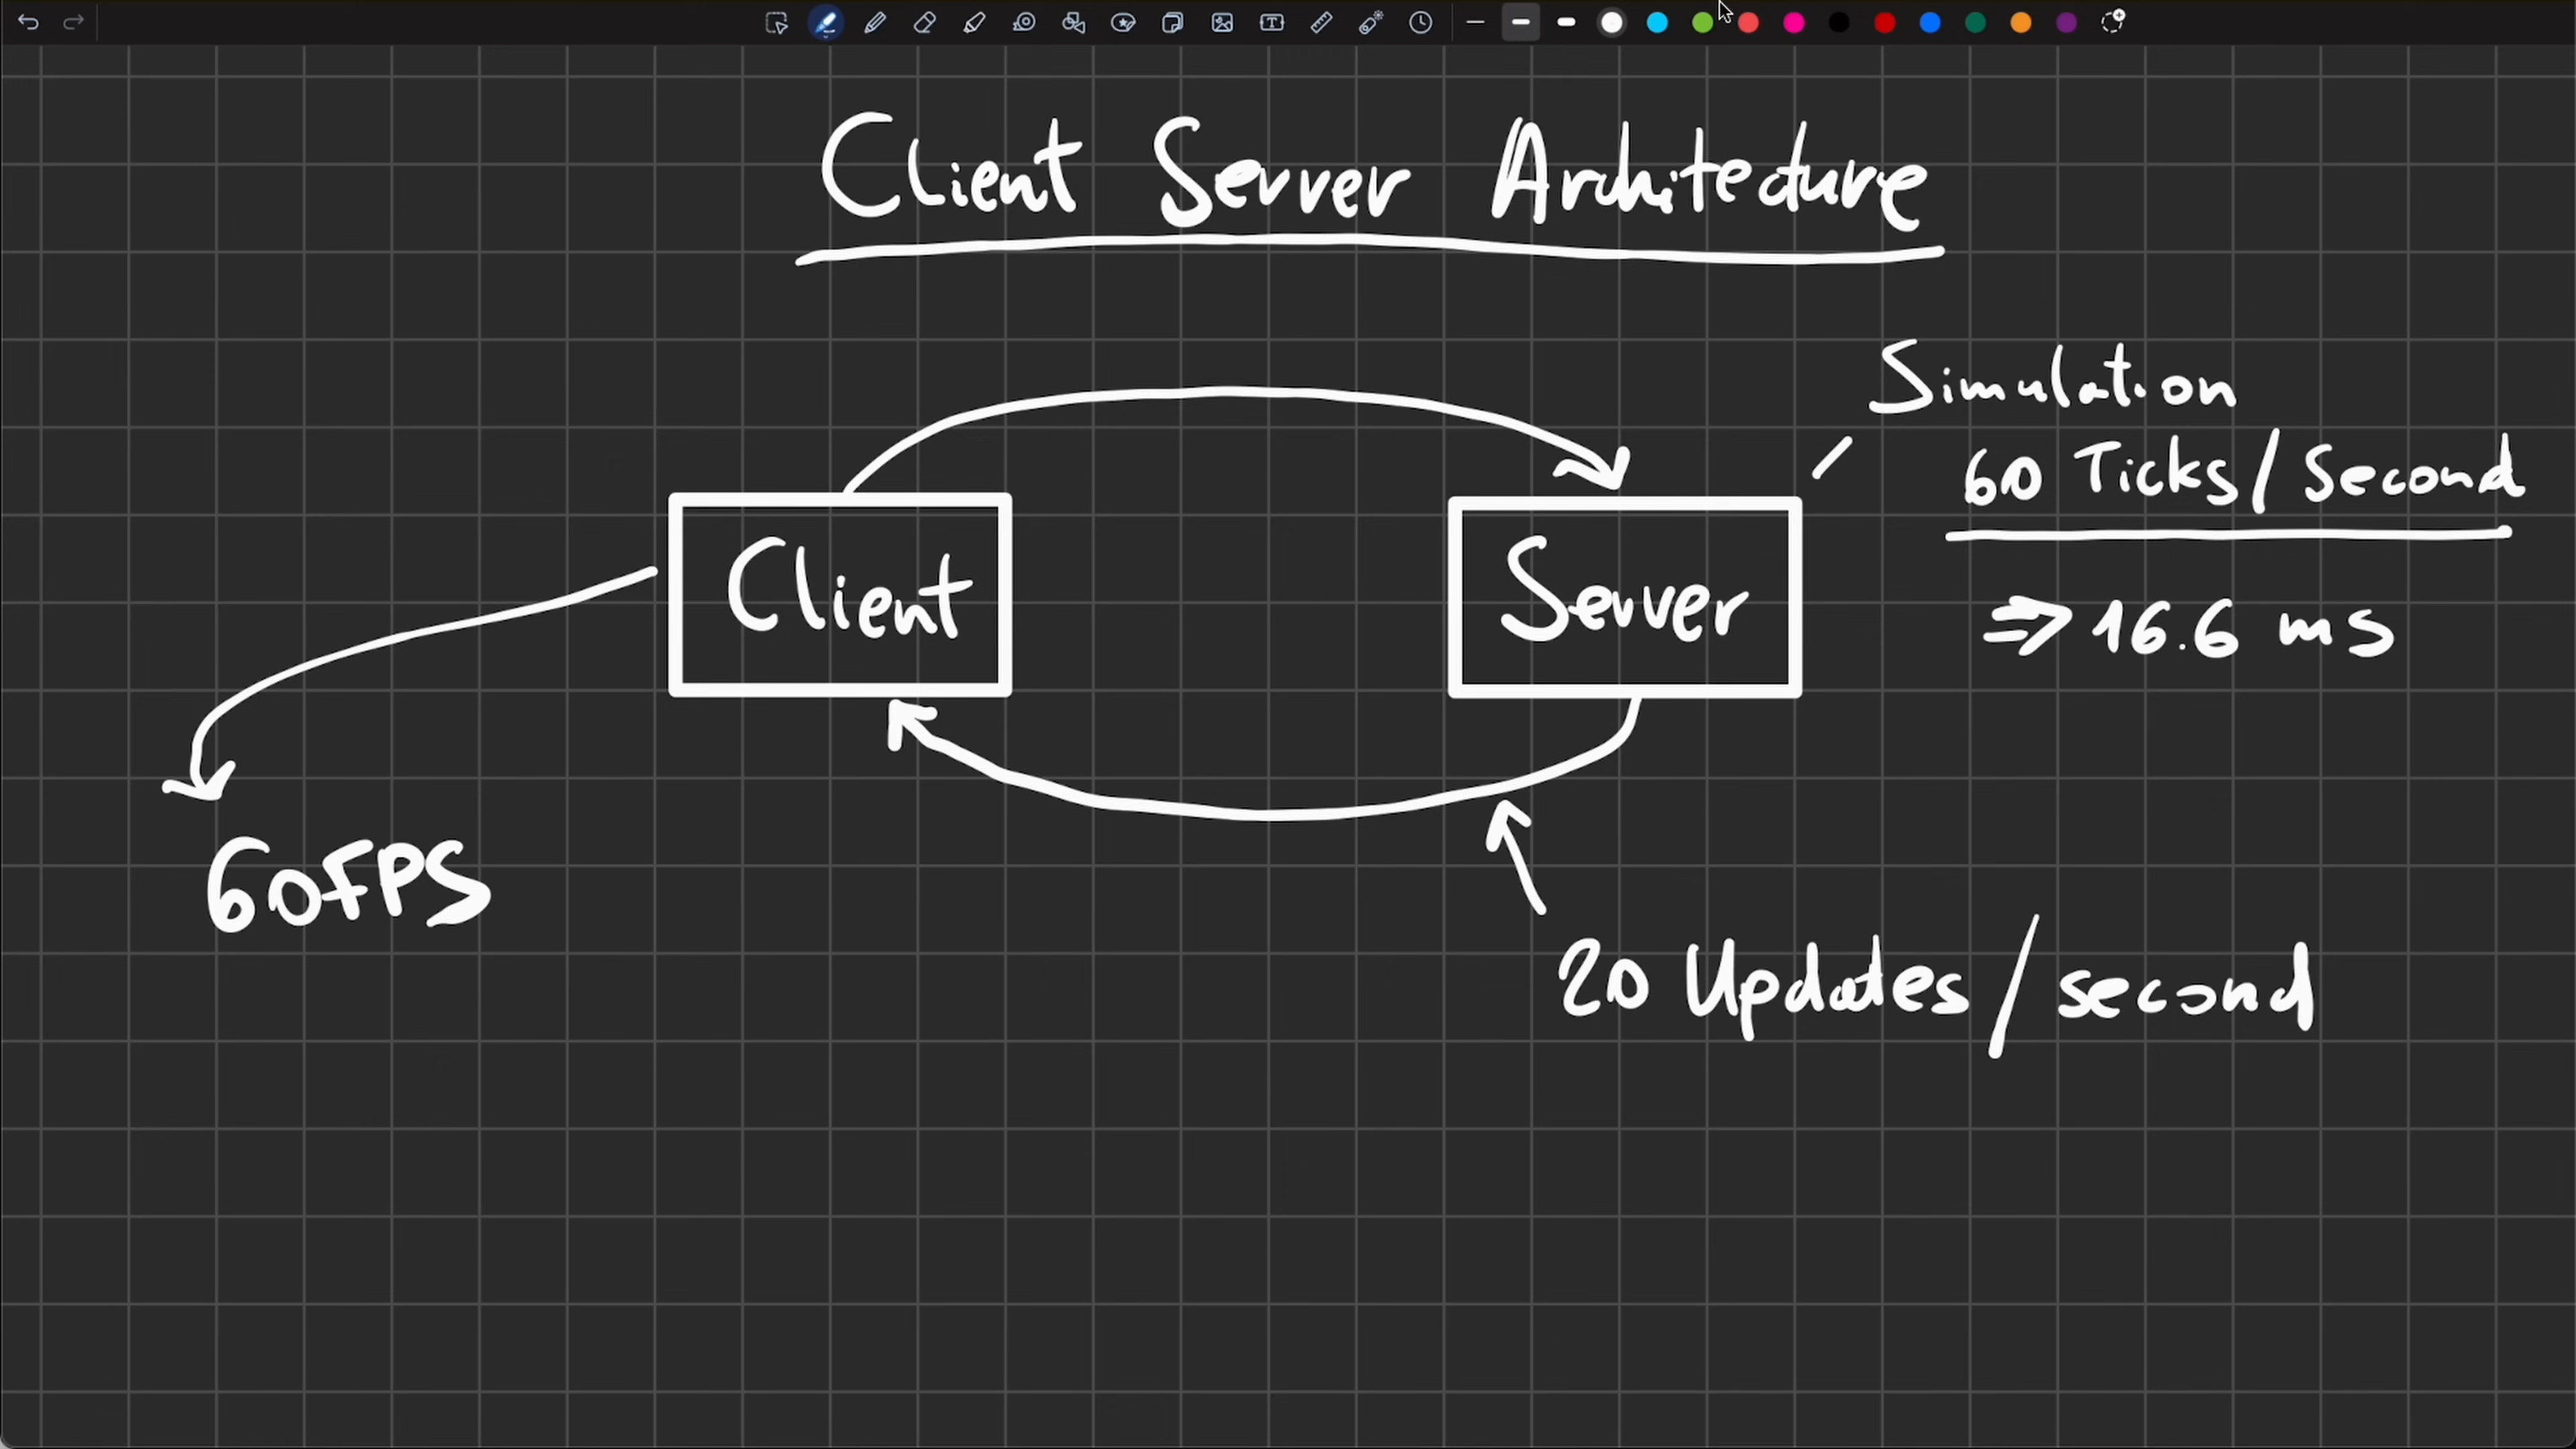 Client Server Architecture
Simulation
60 Ticks/Second
⇒ 16.6 ms
Client
Server
60FPS
20 Updates/second